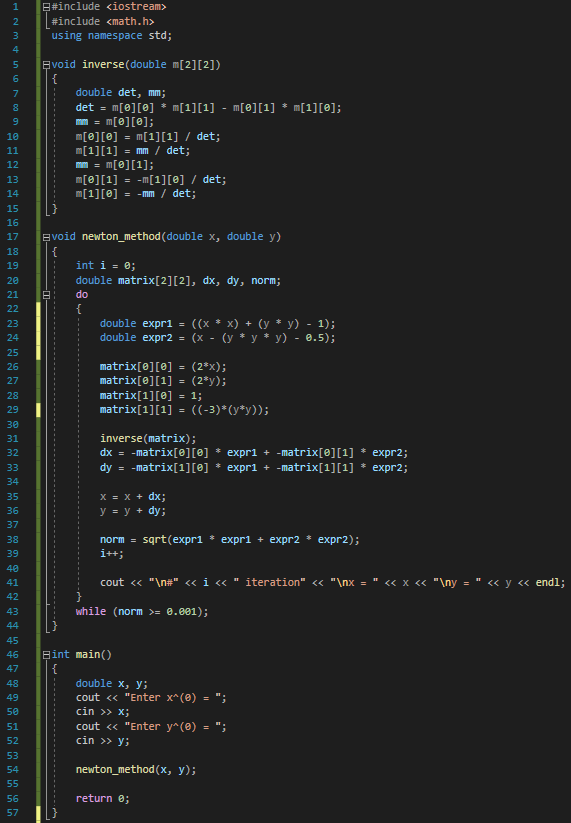 1 #include <iostream>
2 #include <math.h>
3 using namespace std;
4
5 void inverse(double m[2][2])
6 {
7 double det, mm;
8 det = m[0][0] * m[1][1] - m[0][1] * m[1][0];
9 mm = m[0][0];
10 m[0][0] = m[1][1] / det;
11 m[1][1] = mm / det;
12 mm = m[0][1];
13 m[0][1] = -m[1][0] / det;
14 m[1][0] = -mm / det;
15 }
16
17 void newton_method(double x, double y)
18 {
19 int i = 0;
20 double matrix[2][2], dx, dy, norm;
21 do
22 {
23 double expr1 = ((x * x) + (y * y) - 1);
24 double expr2 = (x - (y * y * y) - 0.5);
25
26 matrix[0][0] = (2*x);
27 matrix[0][1] = (2*y);
28 matrix[1][0] = 1;
29 matrix[1][1] = ((-3)*(y*y));
30
31 inverse(matrix);
32 dx = -matrix[0][0] * expr1 + -matrix[0][1] * expr2;
33 dy = -matrix[1][0] * expr1 + -matrix[1][1] * expr2;
34
35 x = x + dx;
36 y = y + dy;
37
38 norm = sqrt(expr1 * expr1 + expr2 * expr2);
39 i++;
40
41 cout << "\n#" << i << " iteration" << "\nx = " << x << "\ny = " << y << endl;
42 }
43 while (norm >= 0.001);
44 }
45
46 int main()
47 {
48 double x, y;
49 cout << "Enter x^(0) = ";
50 cin >> x;
51 cout << "Enter y^(0) = ";
52 cin >> y;
53
54 newton_method(x, y);
55
56 return 0;
57 }